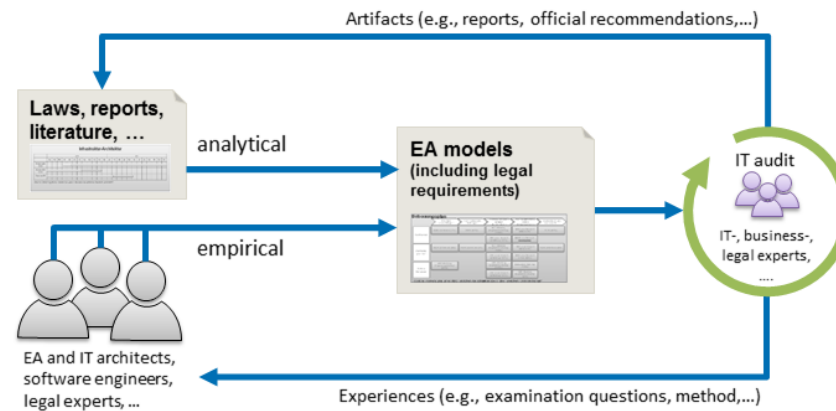 Artifacts (e.g., reports, official recommendations,...)
Laws, reports,
literature, ...
analytical
EA models
(including legal
requirements)
IT audit
IT-, business-,
legal experts,
....
empirical
EA and IT architects,
software engineers,
legal experts, ...
Experiences (e.g., examination questions, method,...)